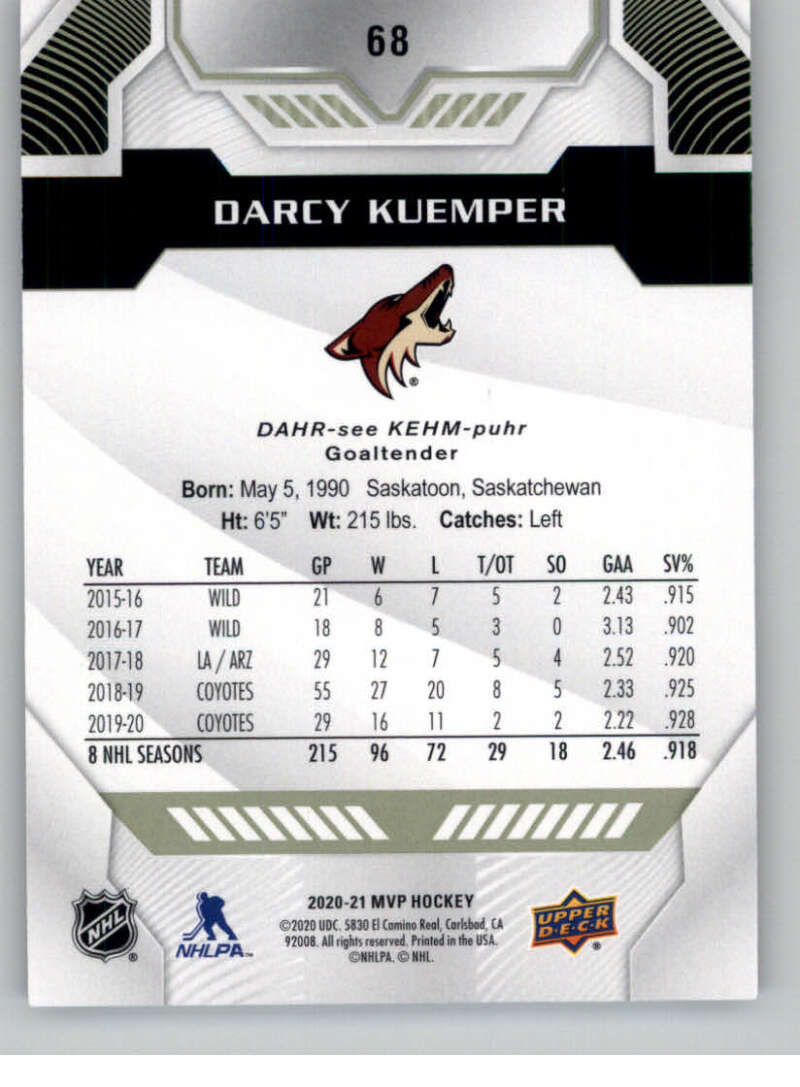 68
DARCY KUEMPER
®
DAHR-see KEHM-puhr
Goaltender
Born: May 5, 1990 Saskatoon, Saskatchewan
Ht: 6'5" Wt: 215 lbs. Catches: Left
YEAR TEAM GP W L T/OT SO GAA SV%
2015-16 WILD 21 6 7 5 2 2.43 .915
2016-17 WILD 18 8 5 3 0 3.13 .902
2017-18 LA / ARZ 29 12 7 5 4 2.52 .920
2018-19 COYOTES 55 27 20 8 5 2.33 .925
2019-20 COYOTES 29 16 11 2 2 2.22 .928
8 NHL SEASONS 215 96 72 29 18 2.46 .918
NHL ®
NHLPA™
2020-21 MVP HOCKEY
©2020 UDC. 5830 El Camino Real, Carlsbad, CA
92008. All rights reserved. Printed in the USA.
©NHLPA. © NHL.
UPPER
D·E·C·K ®